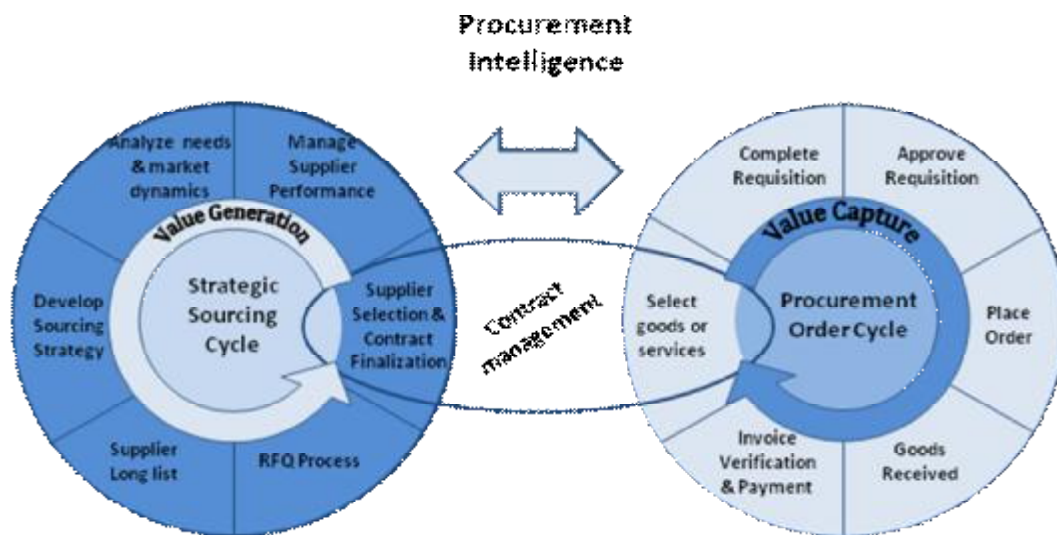 Procurement
Intelligence
Analyze needs
& market
dynamics
Manage
Supplier
Performance
Value Generation
Strategic
Sourcing
Cycle
Develop
Sourcing
Strategy
Supplier
Selection &
Contract
Finalization
Supplier
Long list
RFQ Process
Contract
management
Complete
Requisition
Approve
Requisition
Value Capture
Procurement
Order Cycle
Select
goods or
services
Place
Order
Invoice
Verification
& Payment
Goods
Received